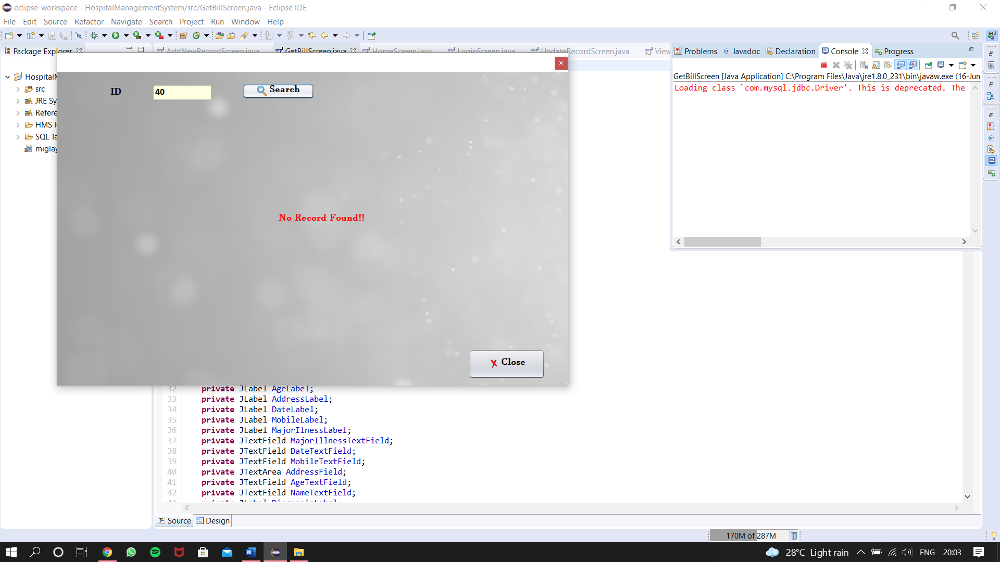 eclipse-workspace - HospitalManagementSystem/src/GetBillScreen.java - Eclipse IDE
File Edit Source Refactor Navigate Search Project Run Window Help
Package Explorer
AddNewRecordScreen.java GetBillScreen.java HomeScreen.java LoginScreen.java UpdateRecordScreen.java View
Problems @ Javadoc Declaration Console Progress
GetBillScreen [Java Application] C:\Program Files\Java\jre1.8.0_231\bin\javaw.exe (16-Jun
Loading class `com.mysql.jdbc.Driver'. This is deprecated. The
Hospital
src
JRE Sy
Refere
HMS I
SQL Ta
miglay
ID 40 Search
No Record Found!!
X Close
32 private JLabel AgeLabel;
33 private JLabel AddressLabel;
34 private JLabel DateLabel;
35 private JLabel MobileLabel;
36 private JLabel MajorIlnessLabel;
37 private JTextField MajorIllnessTextField;
38 private JTextField DateTextField;
39 private JTextField MobileTextField;
40 private JTextArea AddressField;
41 private JTextField AgeTextField;
42 private JTextField NameTextField;
43 private JLabel DiagnosisLabel;
Source Design
170M of 287M
28°C Light rain ENG 20:03